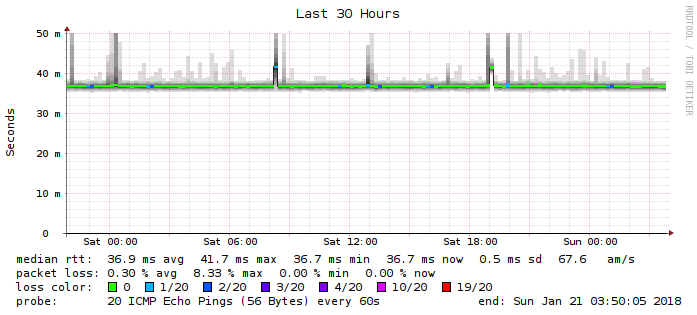 Last 30 Hours
RRDTOOL / TOBI OETIKER
Seconds
50 m
40 m
30 m
20 m
10 m
0
Sat 00:00 Sat 06:00 Sat 12:00 Sat 18:00 Sun 00:00
median rtt: 36.9 ms avg 41.7 ms max 36.7 ms min 36.7 ms now 0.5 ms sd 67.6 am/s
packet loss: 0.30 % avg 8.33 % max 0.00 % min 0.00 % now
loss color: 0 1/20 2/20 3/20 4/20 10/20 19/20
probe: 20 ICMP Echo Pings (56 Bytes) every 60s end: Sun Jan 21 03:50:05 2018